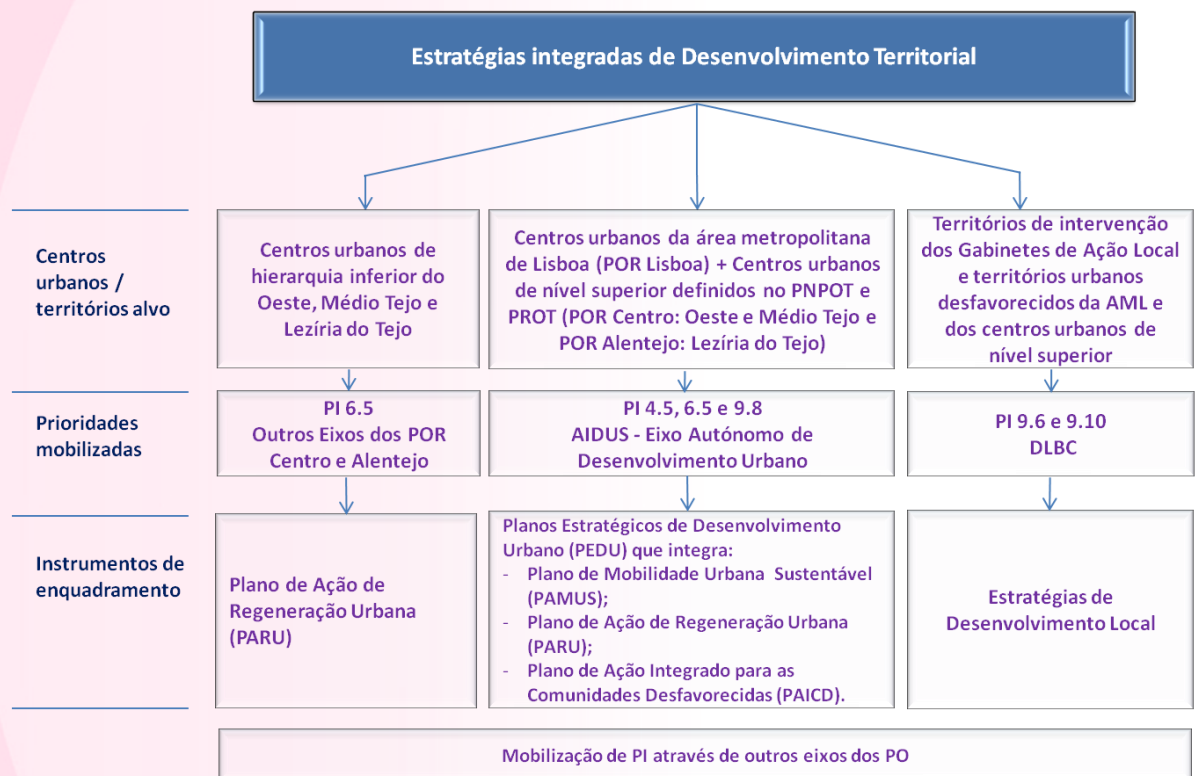 Estratégias integradas de Desenvolvimento Territorial
Centros
urbanos /
territórios alvo
Centros urbanos de
hierarquia inferior do
Oeste, Médio Tejo e
Lezíria do Tejo
Centros urbanos da área metropolitana
de Lisboa (POR Lisboa) + Centros urbanos
de nível superior definidos no PNPOT e
PROT (POR Centro: Oeste e Médio Tejo e
POR Alentejo: Lezíria do Tejo)
Territórios de intervenção
dos Gabinetes de Ação Local
e territórios urbanos
desfavorecidos da AML e
dos centros urbanos de
nível superior
Prioridades
mobilizadas
PI 6.5
Outros Eixos dos POR
Centro e Alentejo
PI 4.5, 6.5 e 9.8
AIDUS - Eixo Autónomo de
Desenvolvimento Urbano
PI 9.6 e 9.10
DLBC
Instrumentos de
enquadramento
Plano de Ação de
Regeneração Urbana
(PARU)
Planos Estratégicos de Desenvolvimento
Urbano (PEDU) que integra:
- Plano de Mobilidade Urbana Sustentável
(PAMUS);
- Plano de Ação de Regeneração Urbana
(PARU);
- Plano de Ação Integrado para as
Comunidades Desfavorecidas (PAICD).
Estratégias de
Desenvolvimento Local
Mobilização de PI através de outros eixos dos PO